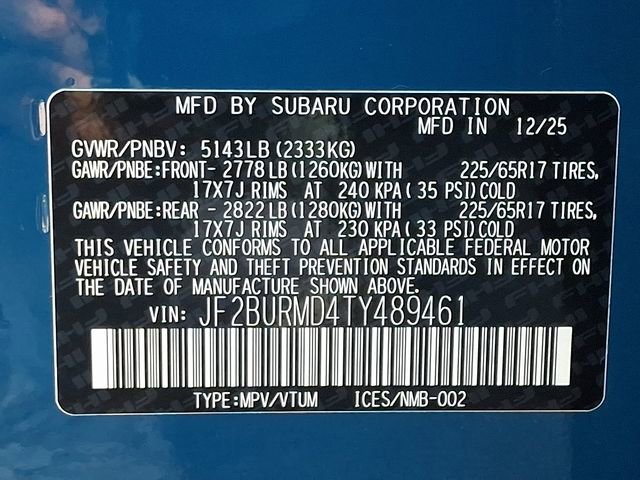 MFD BY SUBARU CORPORATION
MFD IN 12/25
GVWR/PNBV: 5143LB (2333KG)
GAWR/PNBE:FRONT- 2778 LB(1260KG)WITH 225/65R17 TIRES,
17X7J RIMS AT 240 KPA ( 35 PSI) COLD
GAWR/PNBE:REAR - 2822 LB(1280KG)WITH 225/65R17 TIRES,
17X7J RIMS AT 230 KPA ( 33 PSI) COLD
THIS VEHICLE CONFORMS TO ALL APPLICABLE FEDERAL MOTOR
VEHICLE SAFETY AND THEFT PREVENTION STANDARDS IN EFFECT ON
THE DATE OF MANUFACTURE SHOWN ABOVE.
VIN: JF2BURMD4TY489461
TYPE:MPV/VTUM ICES/NMB-002